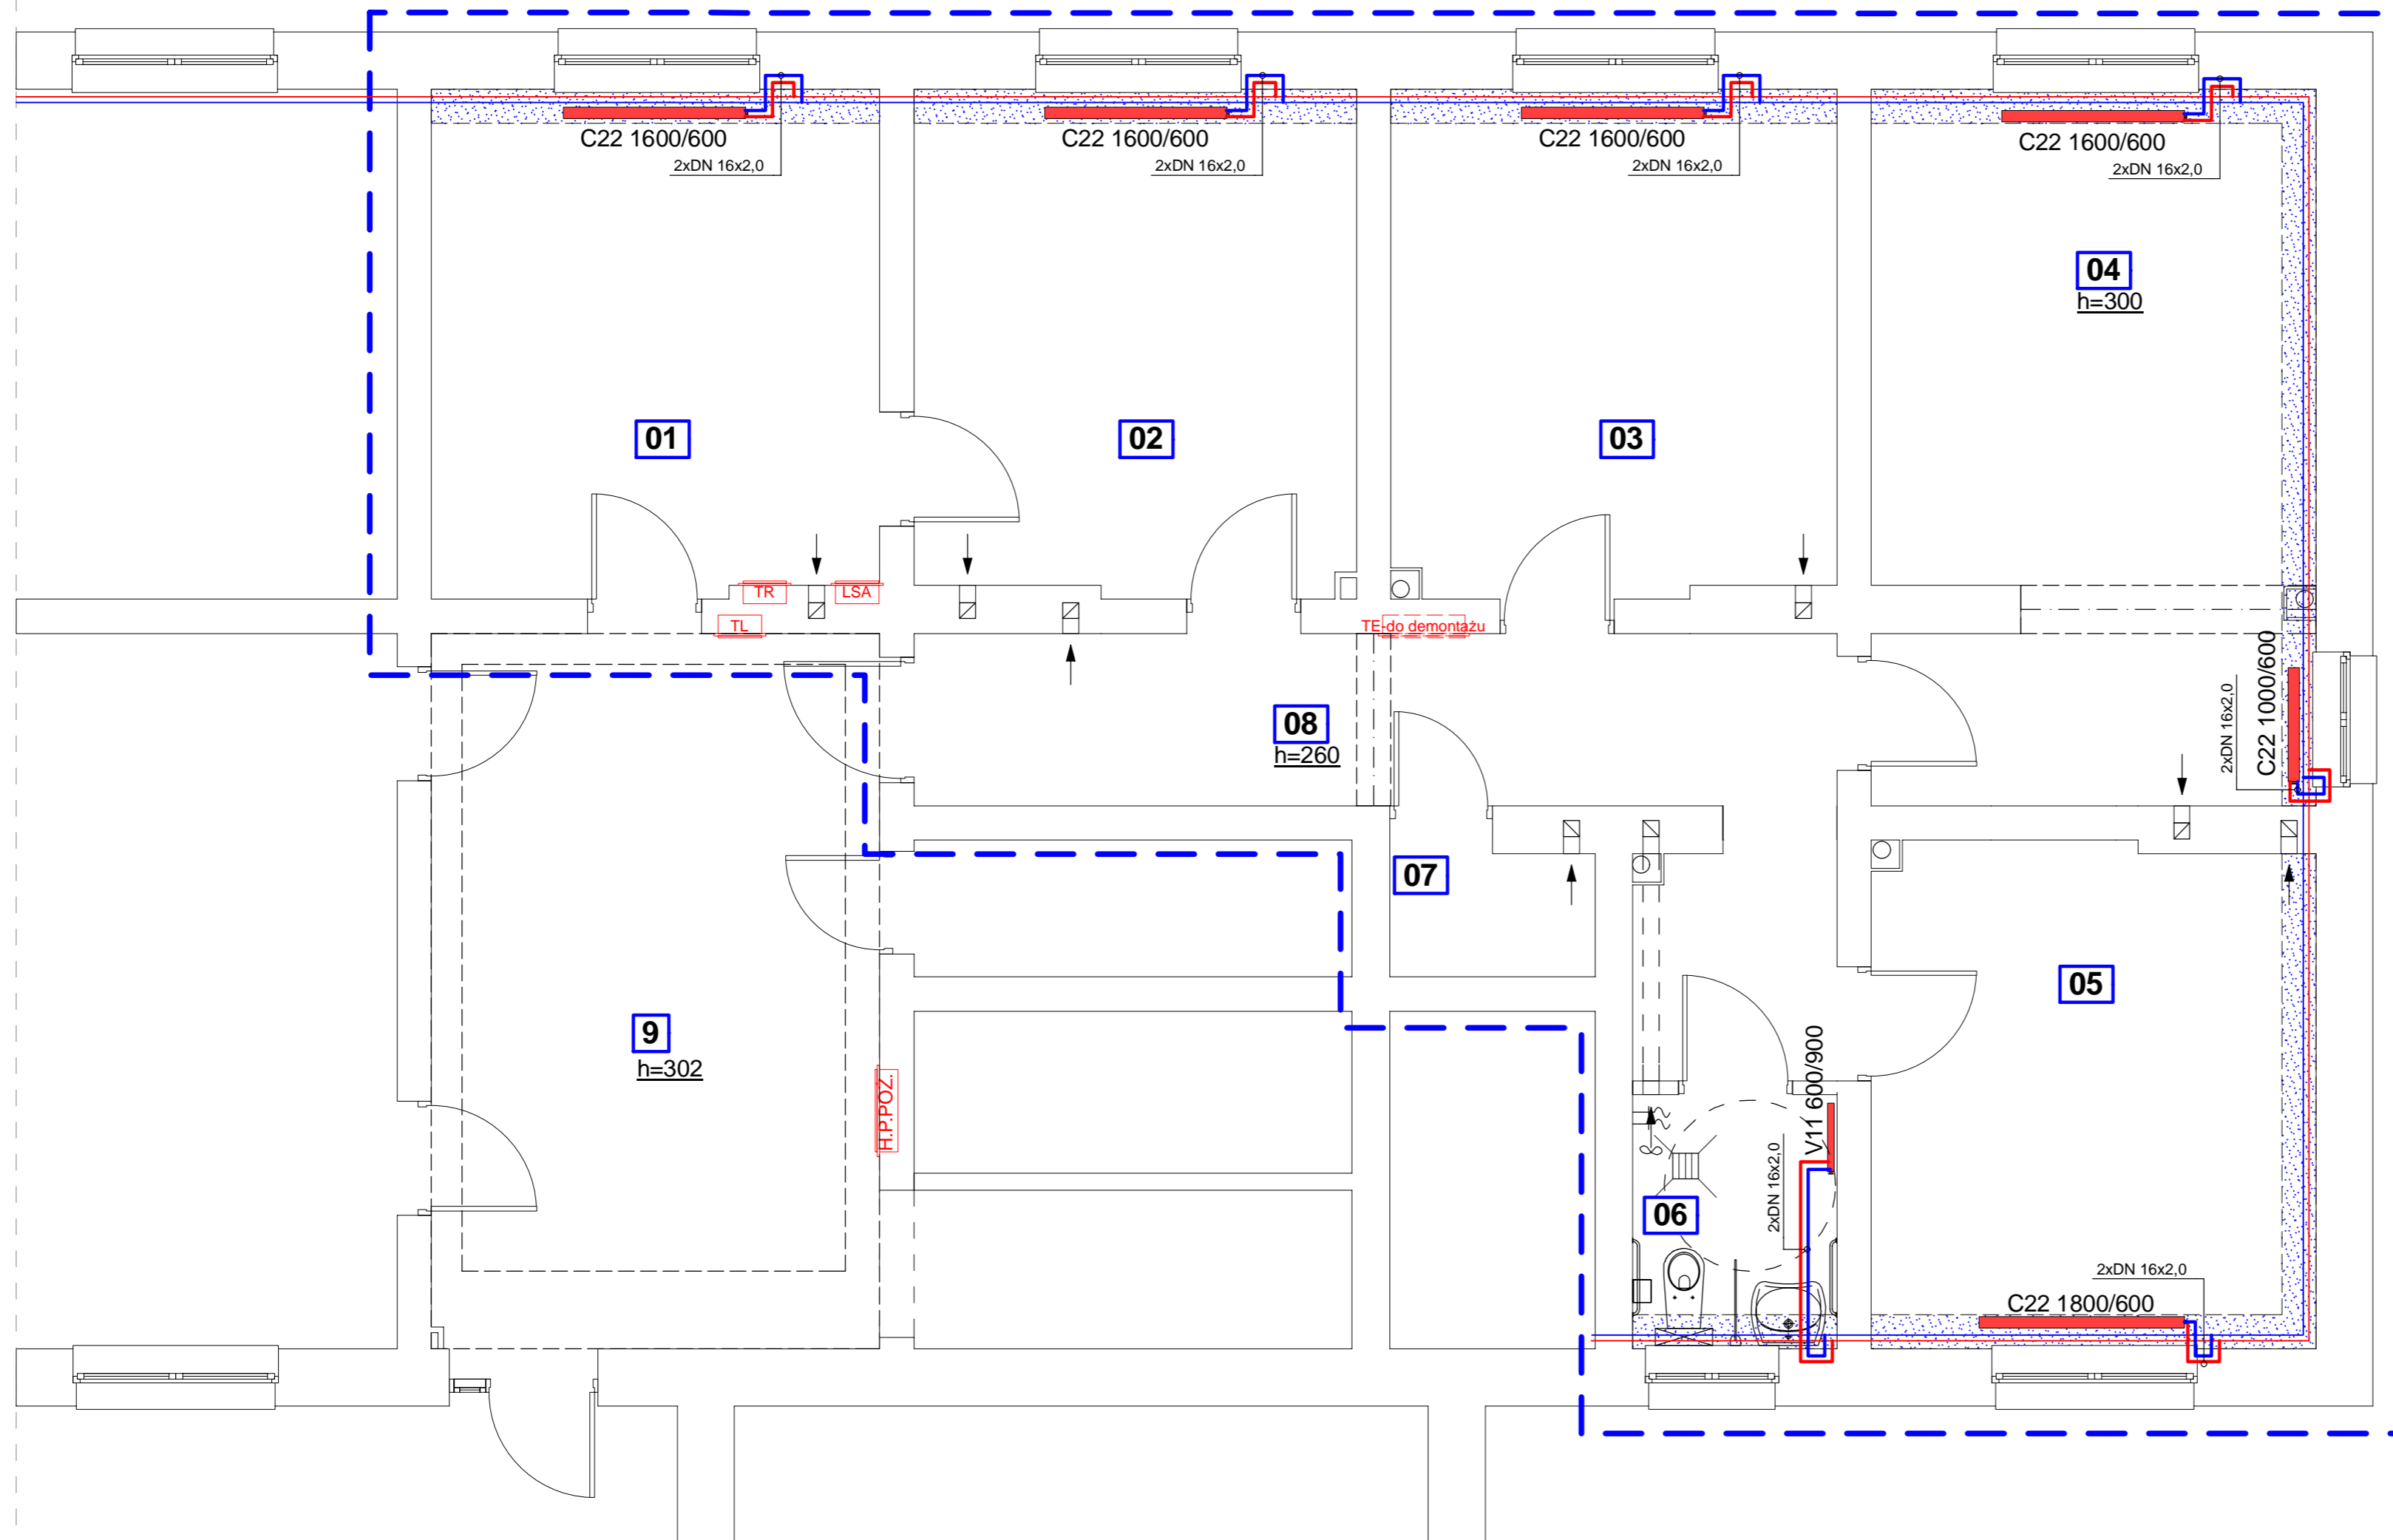 C22 1600/600
2xDN 16x2,0
C22 1600/600
2xDN 16x2,0
C22 1600/600
2xDN 16x2,0
C22 1600/600
2xDN 16x2,0
04
h=300
01
02
03
TR
LSA
TL
TE-do demontażu
08
h=260
2xDN 16x2,0
C22 1000/600
07
05
9
h=302
H.P.POŻ.
V11 600/900
2xDN 16x2,0
06
2xDN 16x2,0
C22 1800/600